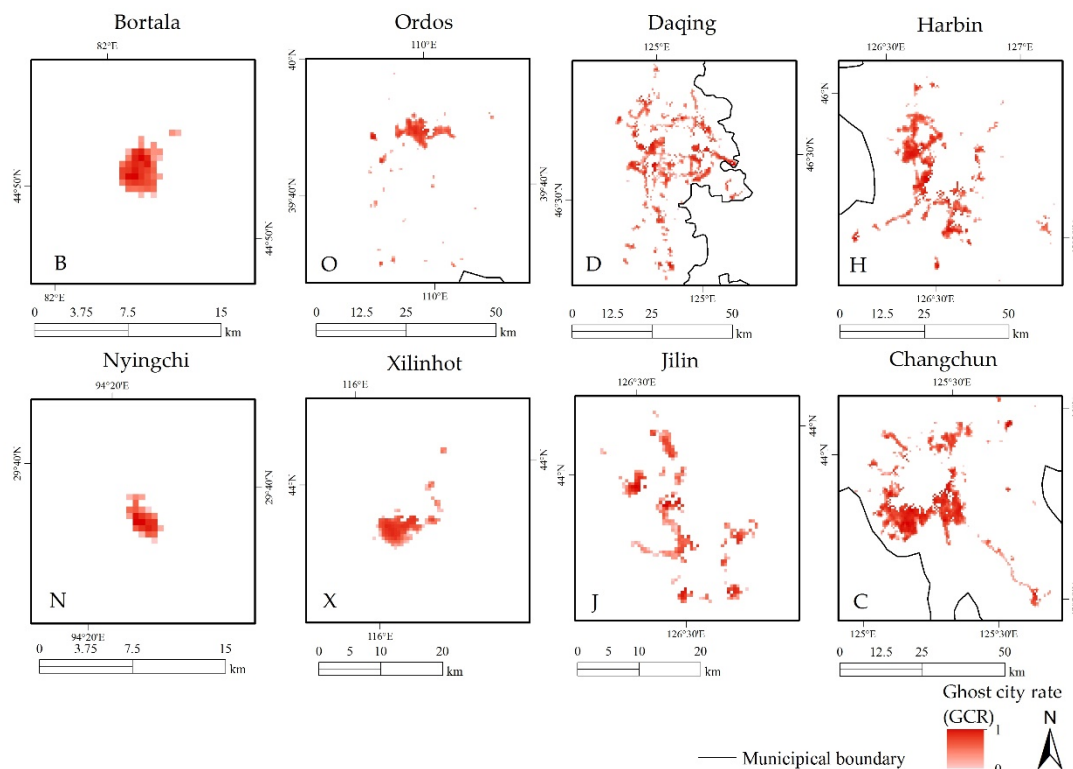 Bortala
Ordos
Daqing
Harbin
82°E
110°E
125°E
126°30'E
127°E
40°N
46°N
44°50'N
39°40'N
39°40'N
46°30'N
46°30'N
44°50'N
B
O
D
H
82°E
110°E
125°E
126°30'E
0 3.75 7.5 15
km
0 12.5 25 50
km
0 12.5 25 50
km
0 12.5 25 50
km
Nyingchi
Xilinhot
Jilin
Changchun
94°20'E
116°E
126°30'E
125°30'E
29°40'N
29°40'N
44°N
44°N
44°N
44°N
44°N
N
X
J
C
94°20'E
116°E
126°30'E
125°E
125°30'E
0 3.75 7.5 15
km
0 5 10 20
km
0 5 10 20
km
0 12.5 25 50
km
Ghost city rate
(GCR)
N
1
0
Municipical boundary